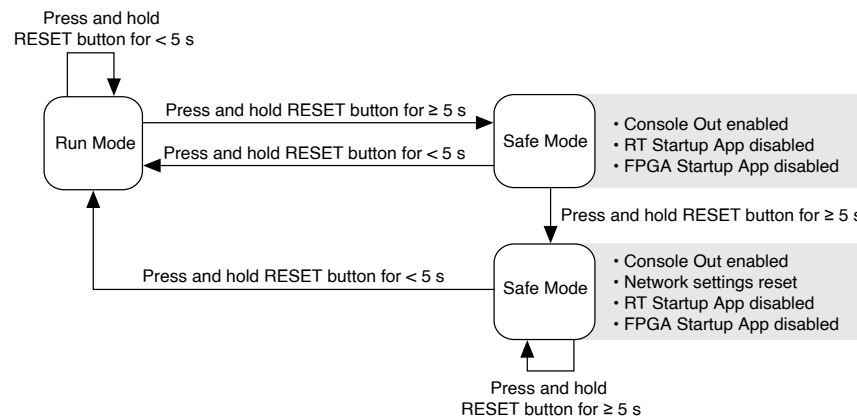 Press and hold
RESET button for < 5 s
Run Mode
Press and hold RESET button for ≥ 5 s
Press and hold RESET button for <5 s
Safe Mode
• Console Out enabled
• RT Startup App disabled
• FPGA Startup App disabled
Press and hold RESET button for ≥ 5 s
Press and hold RESET button for < 5 s
Safe Mode
• Console Out enabled
• Network settings reset
• RT Startup App disabled
• FPGA Startup App disabled
Press and hold
RESET button for ≥ 5 s